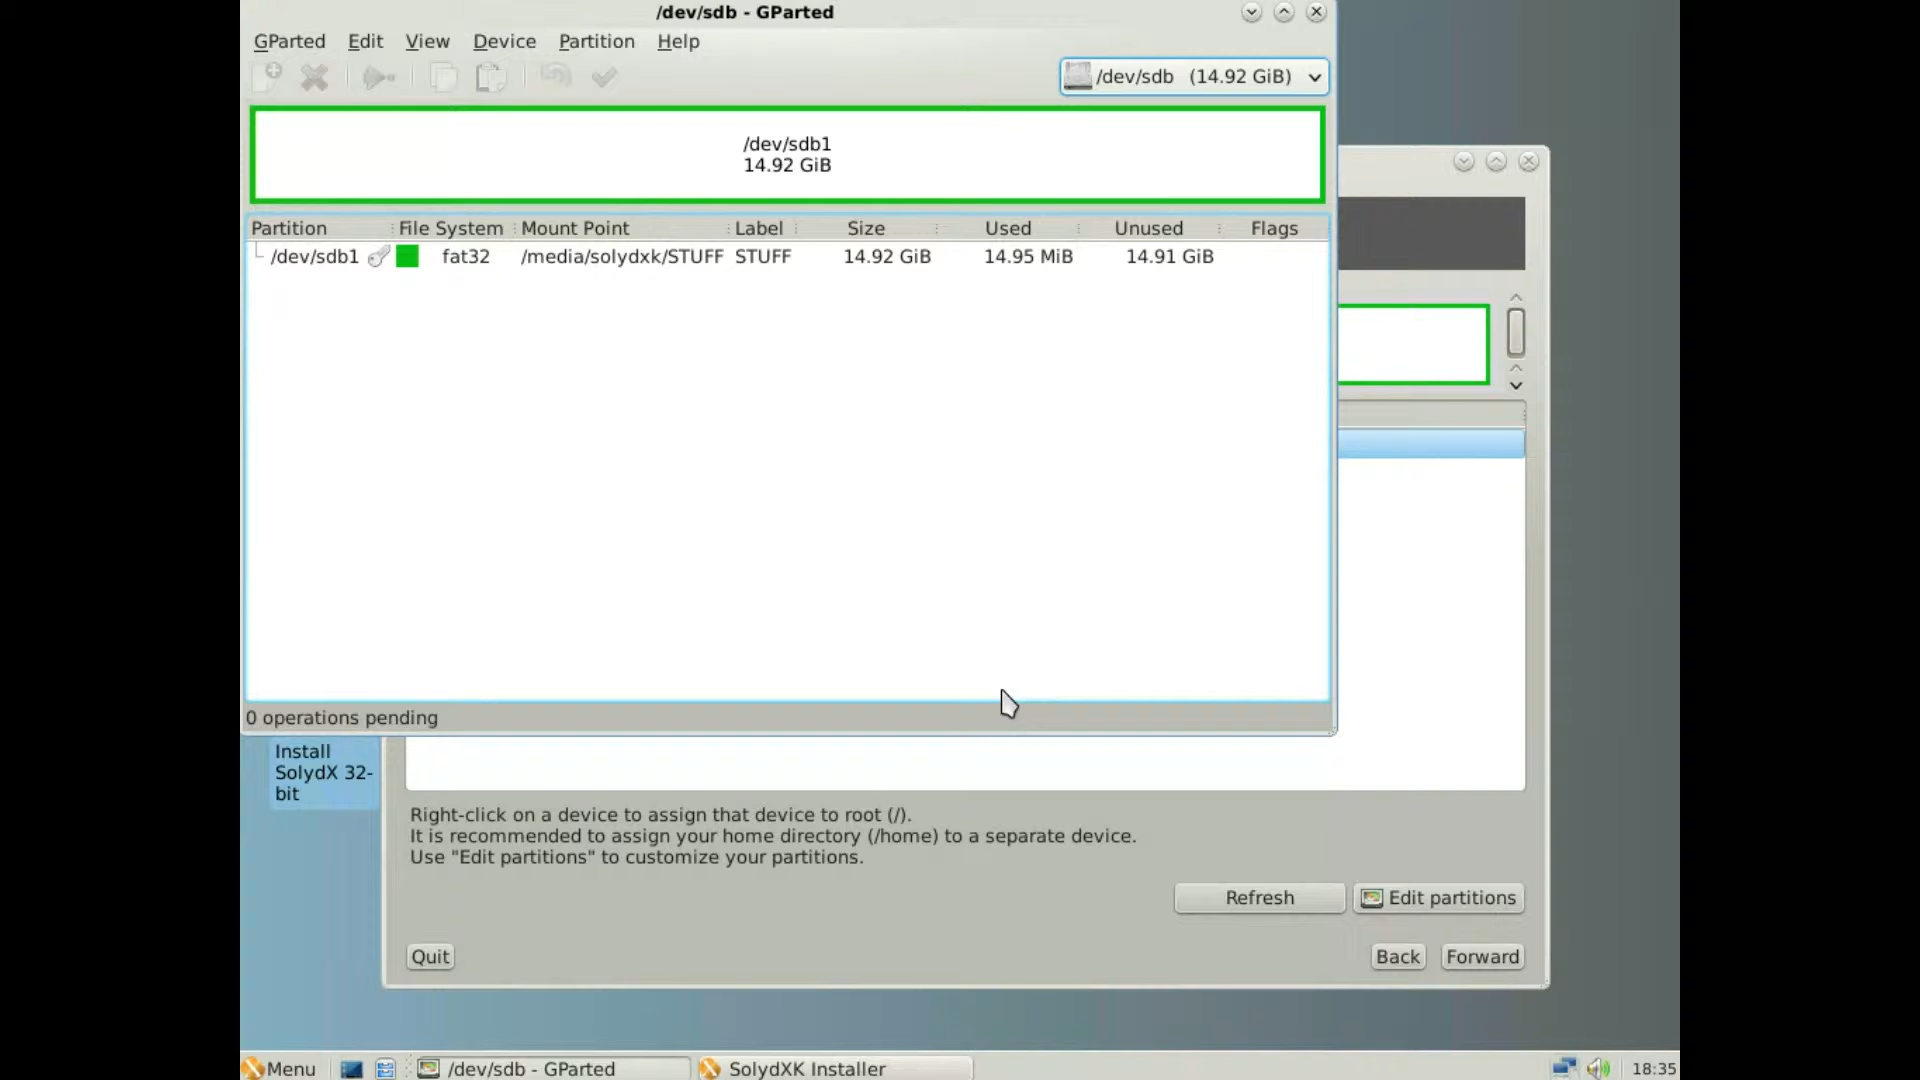 /dev/sdb - GParted
GParted Edit View Device Partition Help
/dev/sdb (14.92 GiB)
/dev/sdb1
14.92 GiB
Partition File System Mount Point Label Size Used Unused Flags
/dev/sdb1 fat32 /media/solydxk/STUFF STUFF 14.92 GiB 14.95 MiB 14.91 GiB
0 operations pending
Install
SolydX 32-
bit
Right-click on a device to assign that device to root (/).
It is recommended to assign your home directory (/home) to a separate device.
Use "Edit partitions" to customize your partitions.
Refresh Edit partitions
Quit Back Forward
Menu /dev/sdb - GParted SolydXK Installer 18:35